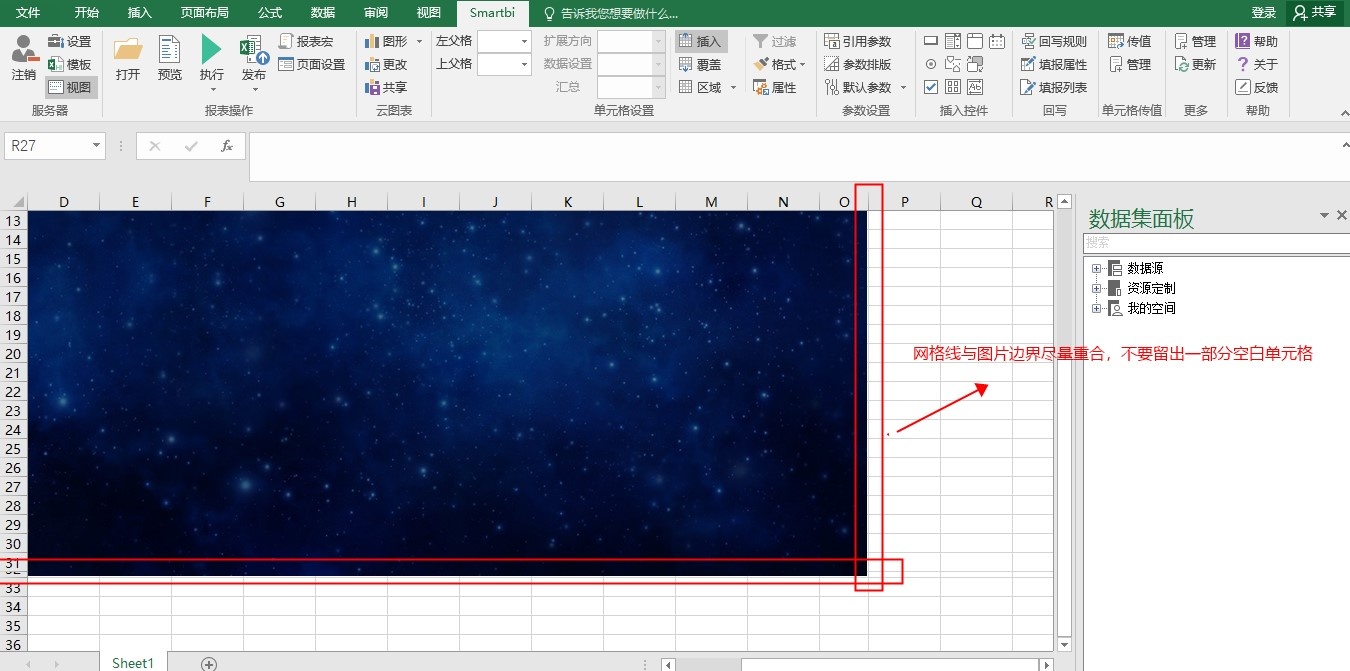 文件 开始 插入 页面布局 公式 数据 审阅 视图 Smartbi 告诉我您想要做什么... 登录 共享
设置 报表宏 图形 左父格 扩展方向 插入 过滤 引用参数 回写规则 传值 管理 帮助
注销 模板 打开 预览 执行 发布 页面设置 更改 上父格 数据设置 覆盖 格式 参数排版 填报属性 管理 更新 关于
视图 共享 汇总 区域 属性 默认参数 填报列表 反馈
服务器 报表操作 云图表 单元格设置 参数设置 插入控件 回写 单元格传值 更多 帮助
R27 fx
D E F G H I J K L M N O P Q R
数据集面板
搜索
数据源
资源定制
我的空间
13
14
15
16
17
18
19
20
网格线与图片边界尽量重合，不要留出一部分空白单元格
21
22
23
24
25
26
27
28
29
30
31
32
33
34
35
36
Sheet1